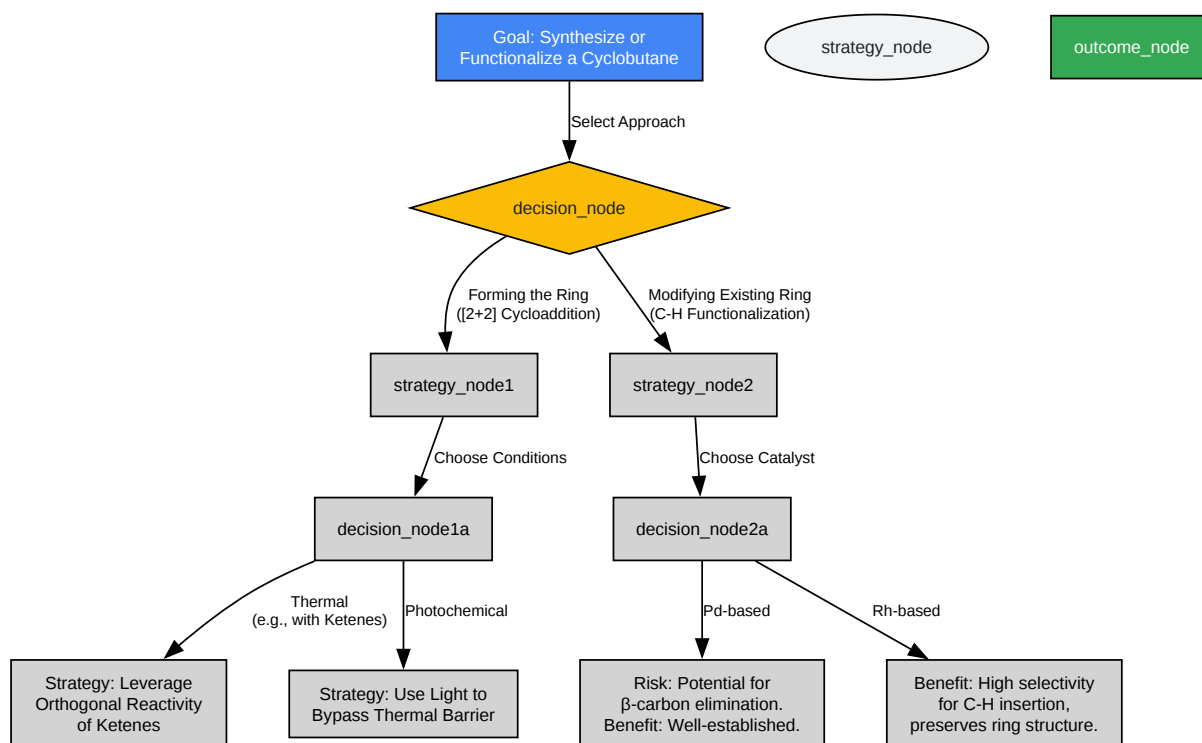 Goal: Synthesize or
Functionalize a Cyclobutane
strategy_node
outcome_node
Select Approach
decision_node
Forming the Ring
([2+2] Cycloaddition)
Modifying Existing Ring
(C-H Functionalization)
strategy_node1
strategy_node2
Choose Conditions
Choose Catalyst
decision_node1a
decision_node2a
Thermal
(e.g., with Ketenes)
Photochemical
Pd-based
Rh-based
Strategy: Leverage
Orthogonal Reactivity
of Ketenes
Strategy: Use Light to
Bypass Thermal Barrier
Risk: Potential for
β-carbon elimination.
Benefit: Well-established.
Benefit: High selectivity
for C-H insertion,
preserves ring structure.